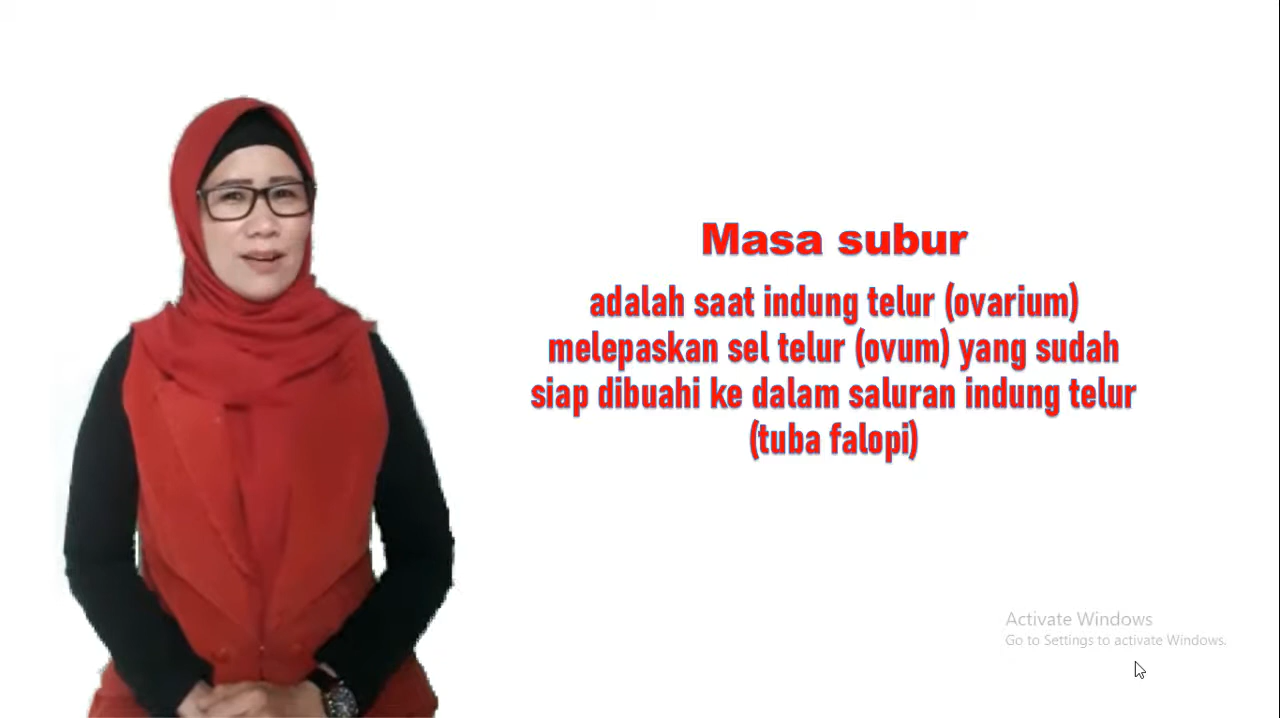 Masa subur
adalah saat indung telur (ovarium)
melepaskan sel telur (ovum) yang sudah
siap dibuahi ke dalam saluran indung telur
(tuba falopi)
Activate Windows
Go to Settings to activate Windows.